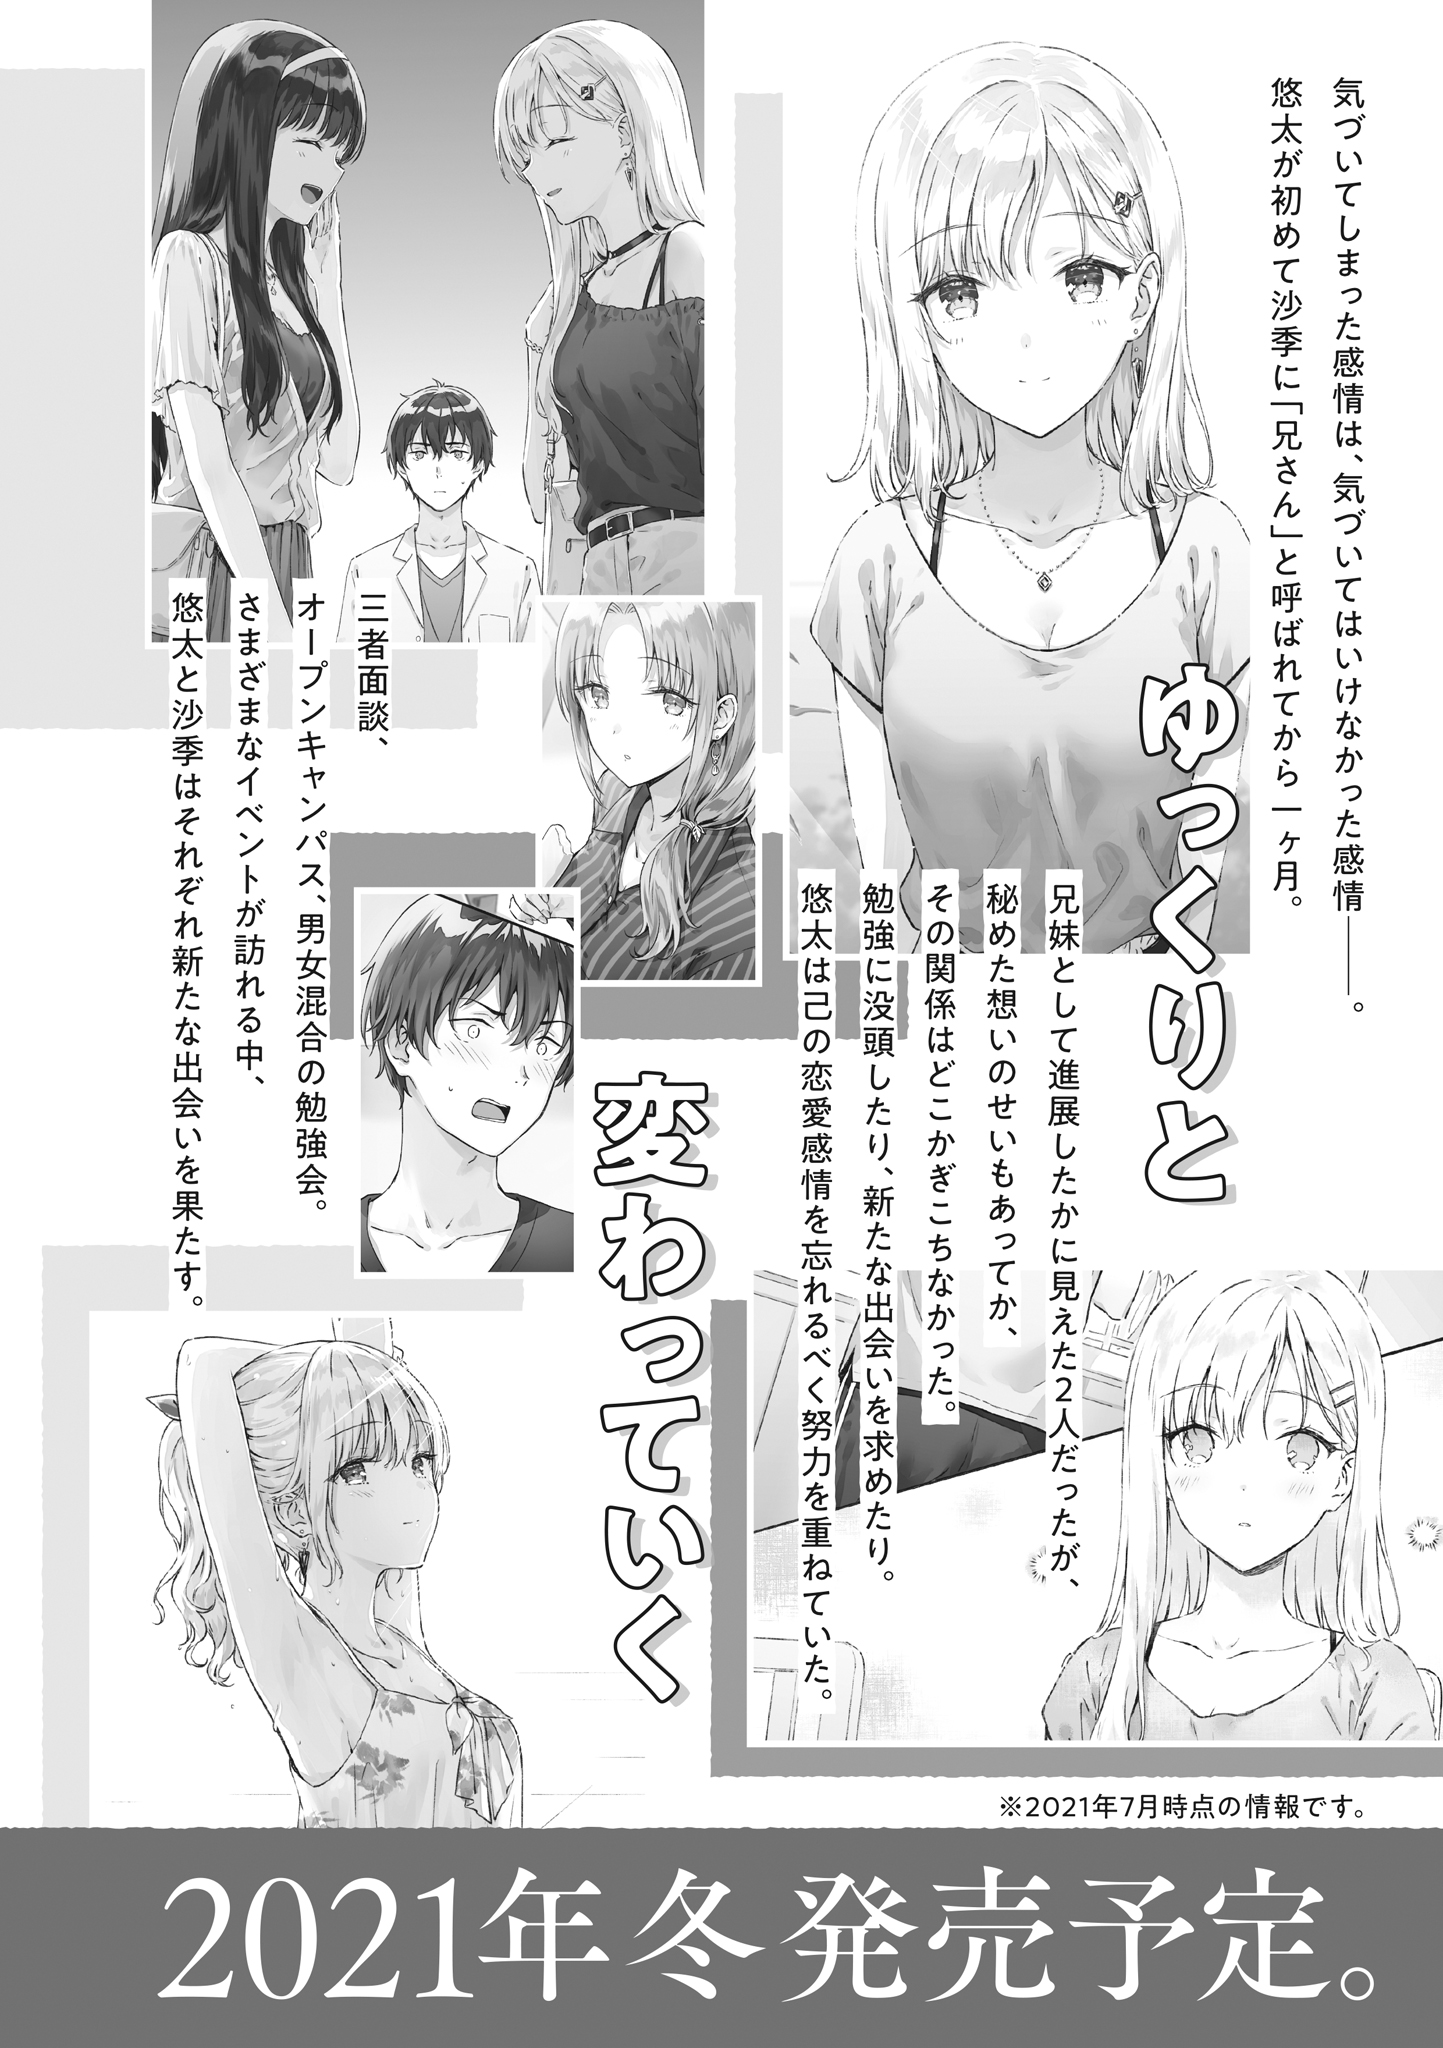 気づいてしまった感情は、気づいてはいけなかった感情――。
悠太が初めて沙季に「兄さん」と呼ばれてから一ヶ月。
ゆっくりと
兄妹として進展したかに見えた2人だったが、
秘めた想いのせいもあってか、
その関係はどこかぎこちなかった。
勉強に没頭したり、新たな出会いを求めたり。
悠太は己の恋愛感情を忘れるべく努力を重ねていた。
変わっていく
三者面談、
オープンキャンパス、男女混合の勉強会。
さまざまなイベントが訪れる中、
悠太と沙季はそれぞれ新たな出会いを果たす。
※2021年7月時点の情報です。
2021年冬発売予定。